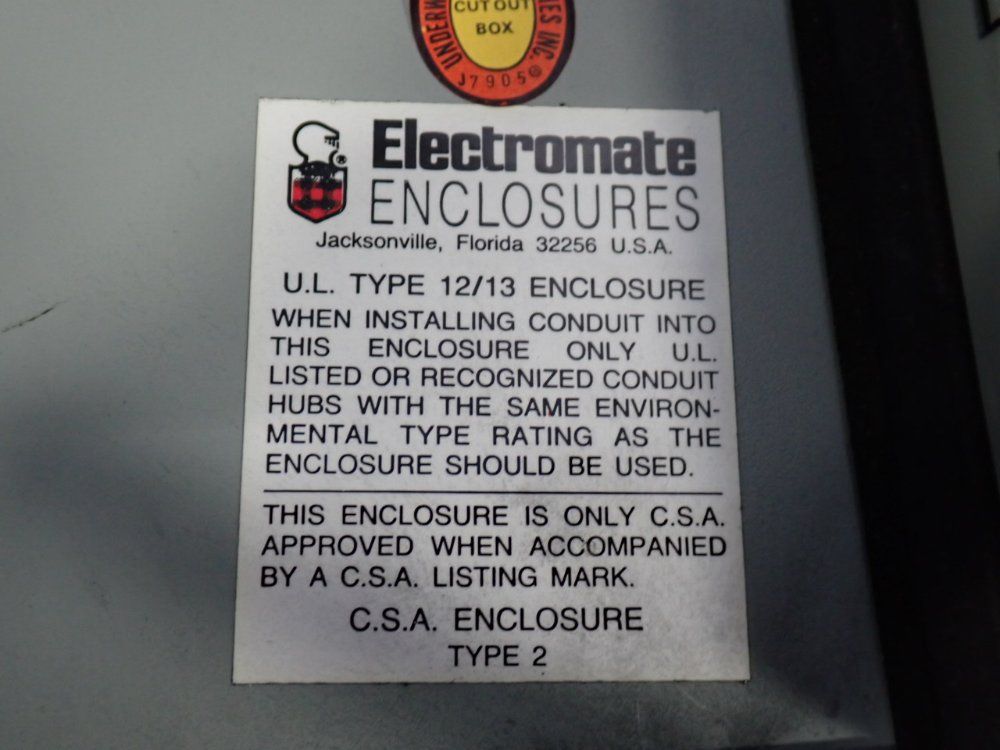 CUT OUT
BOX
INC.
J7905
Electromate
ENCLOSURES
Jacksonville, Florida 32256 U.S.A.
U.L. TYPE 12/13 ENCLOSURE
WHEN INSTALLING CONDUIT INTO
THIS ENCLOSURE ONLY U.L.
LISTED OR RECOGNIZED CONDUIT
HUBS WITH THE SAME ENVIRON-
MENTAL TYPE RATING AS THE
ENCLOSURE SHOULD BE USED.
THIS ENCLOSURE IS ONLY C.S.A.
APPROVED WHEN ACCOMPANIED
BY A C.S.A. LISTING MARK.
C.S.A. ENCLOSURE
TYPE 2